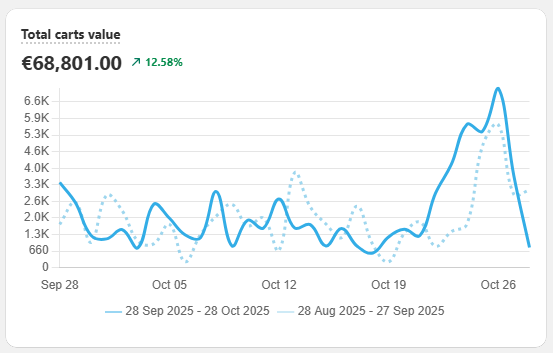 Total carts value
€68,801.00 ↗ 12.58%
6.6K
5.9K
5.3K
4.6K
4.0K
3.3K
2.6K
2.0K
1.3K
660
0
Sep 28 Oct 05 Oct 12 Oct 19 Oct 26
28 Sep 2025 - 28 Oct 2025 28 Aug 2025 - 27 Sep 2025